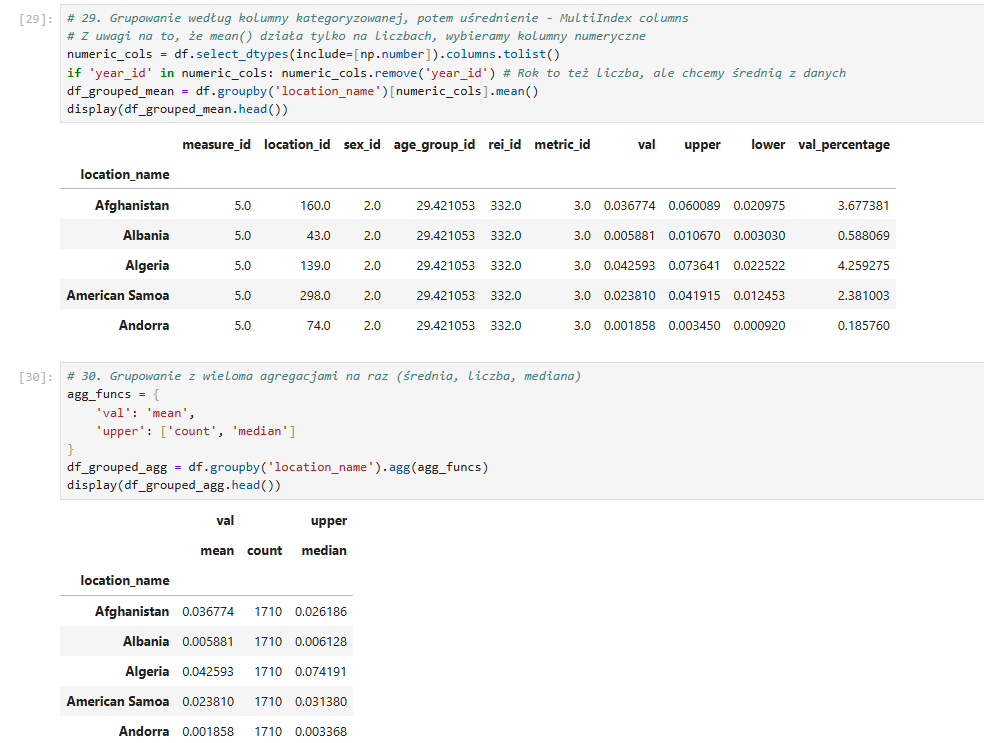 [29]: # 29. Grupowanie według kolumny kategoryzowanej, potem uśrednienie - MultiIndex columns
# Z uwagi na to, że mean() działa tylko na liczbach, wybieramy kolumny numeryczne
numeric_cols = df.select_dtypes(include=[np.number]).columns.tolist()
if 'year_id' in numeric_cols: numeric_cols.remove('year_id') # Rok to też liczba, ale chcemy średnią z danych
df_grouped_mean = df.groupby('location_name')[numeric_cols].mean()
display(df_grouped_mean.head())
measure_id location_id sex_id age_group_id rei_id metric_id val upper lower val_percentage
location_name
Afghanistan 5.0 160.0 2.0 29.421053 332.0 3.0 0.036774 0.060089 0.020975 3.677381
Albania 5.0 43.0 2.0 29.421053 332.0 3.0 0.005881 0.010670 0.003030 0.588069
Algeria 5.0 139.0 2.0 29.421053 332.0 3.0 0.042593 0.073641 0.022522 4.259275
American Samoa 5.0 298.0 2.0 29.421053 332.0 3.0 0.023810 0.041915 0.012453 2.381003
Andorra 5.0 74.0 2.0 29.421053 332.0 3.0 0.001858 0.003450 0.000920 0.185760
[30]: # 30. Grupowanie z wieloma agregacjami na raz (średnia, liczba, mediana)
agg_funcs = {
'val': 'mean',
'upper': ['count', 'median']
}
df_grouped_agg = df.groupby('location_name').agg(agg_funcs)
display(df_grouped_agg.head())
val upper
mean count median
location_name
Afghanistan 0.036774 1710 0.026186
Albania 0.005881 1710 0.006128
Algeria 0.042593 1710 0.074191
American Samoa 0.023810 1710 0.031380
Andorra 0.001858 1710 0.003368